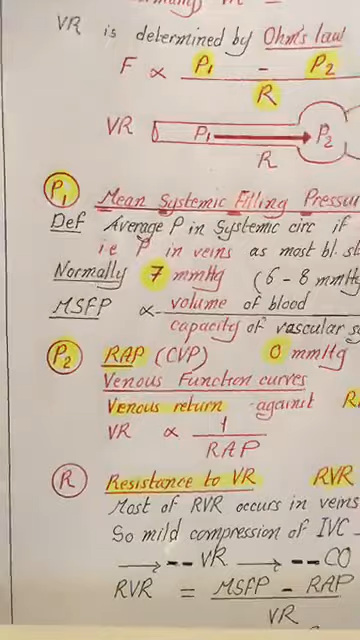 VR =
VR is determined by Ohm's law
F ∝ P₁ - P₂
R
VR P₁ → P₂
R
P₁ Mean Systemic Filling
Def Average P in Systemic circ if
i.e P in veins as most bl.
Normally 7 mmHg (6 - 8 mmHg
MSFP ∝ volume of blood
capacity of vascular
P₂ RAP (CVP) 0 mmHg
Venous Function curves
Venous return against
VR ∝ 1
RAP
R Resistance to VR RVR
Most of RVR occurs in veins
So mild compression of IVC
→ -- VR → -- CO
RVR = MSFP - RAP
VR